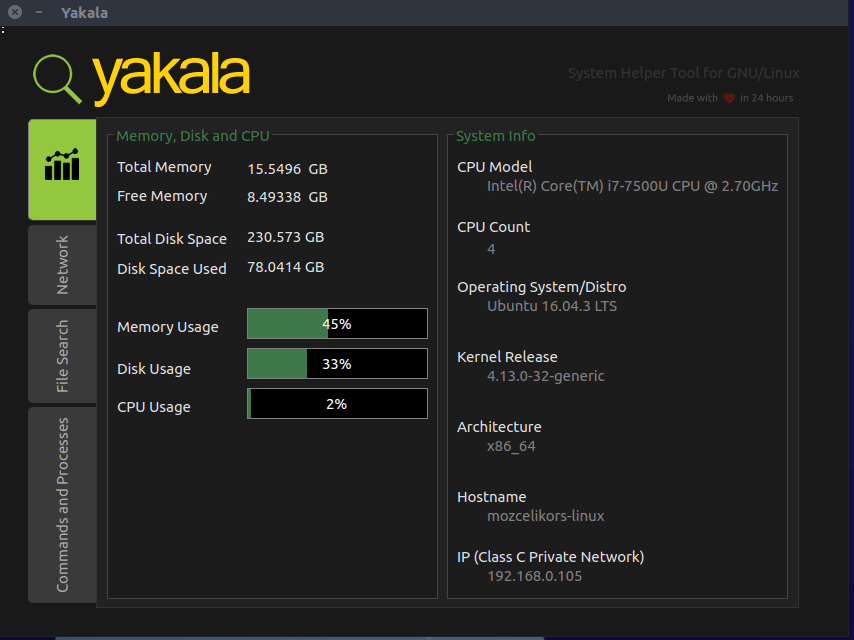 Yakala
:
yakala
System Helper Tool for GNU/Linux
Made with ❤ in 24 hours
Network
File Search
Commands and Processes
Memory, Disk and CPU
Total Memory 15.5496 GB
Free Memory 8.49338 GB
Total Disk Space 230.573 GB
Disk Space Used 78.0414 GB
Memory Usage 45%
Disk Usage 33%
CPU Usage 2%
System Info
CPU Model
Intel(R) Core(TM) i7-7500U CPU @ 2.70GHz
CPU Count
4
Operating System/Distro
Ubuntu 16.04.3 LTS
Kernel Release
4.13.0-32-generic
Architecture
x86_64
Hostname
mozcelikors-linux
IP (Class C Private Network)
192.168.0.105